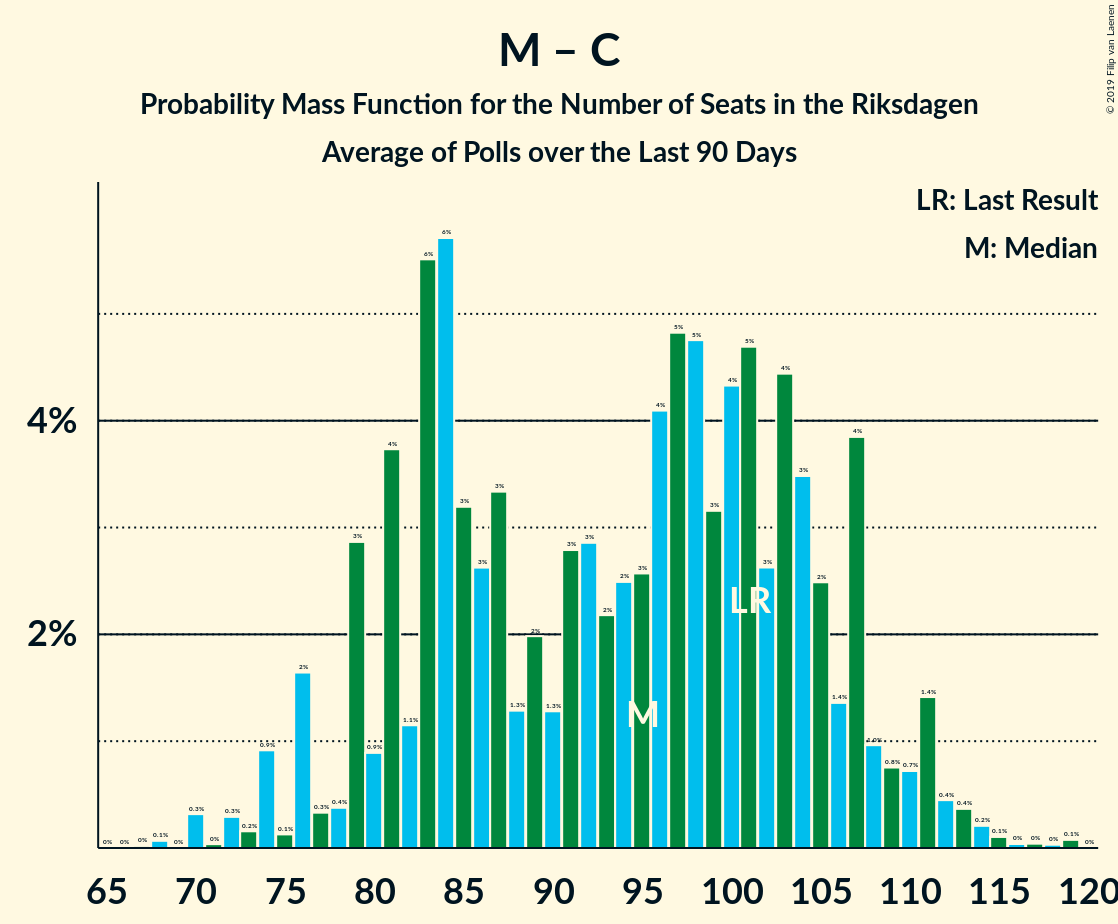 M – C
Probability Mass Function for the Number of Seats in the Riksdagen
Average of Polls over the Last 90 Days
© 2019 Filip van Laenen
LR: Last Result
M: Median
4%
2%
0% 0% 0% 0.1% 0% 0.3% 0% 0.3% 0.2% 0.9% 0.1% 2% 0.3% 0.4% 3% 0.9% 4% 1.1% 6% 6% 3% 3% 3% 1.3% 2% 1.3% 3% 3% 2% 2% 3% 4% 5% 5% 3% 4% 5% 3% 4% 3% 2% 1.4% 4% 1.0% 0.8% 0.7% 1.4% 0.4% 0.4% 0.2% 0.1% 0% 0% 0% 0.1% 0%
LR
M
65 70 75 80 85 90 95 100 105 110 115 120